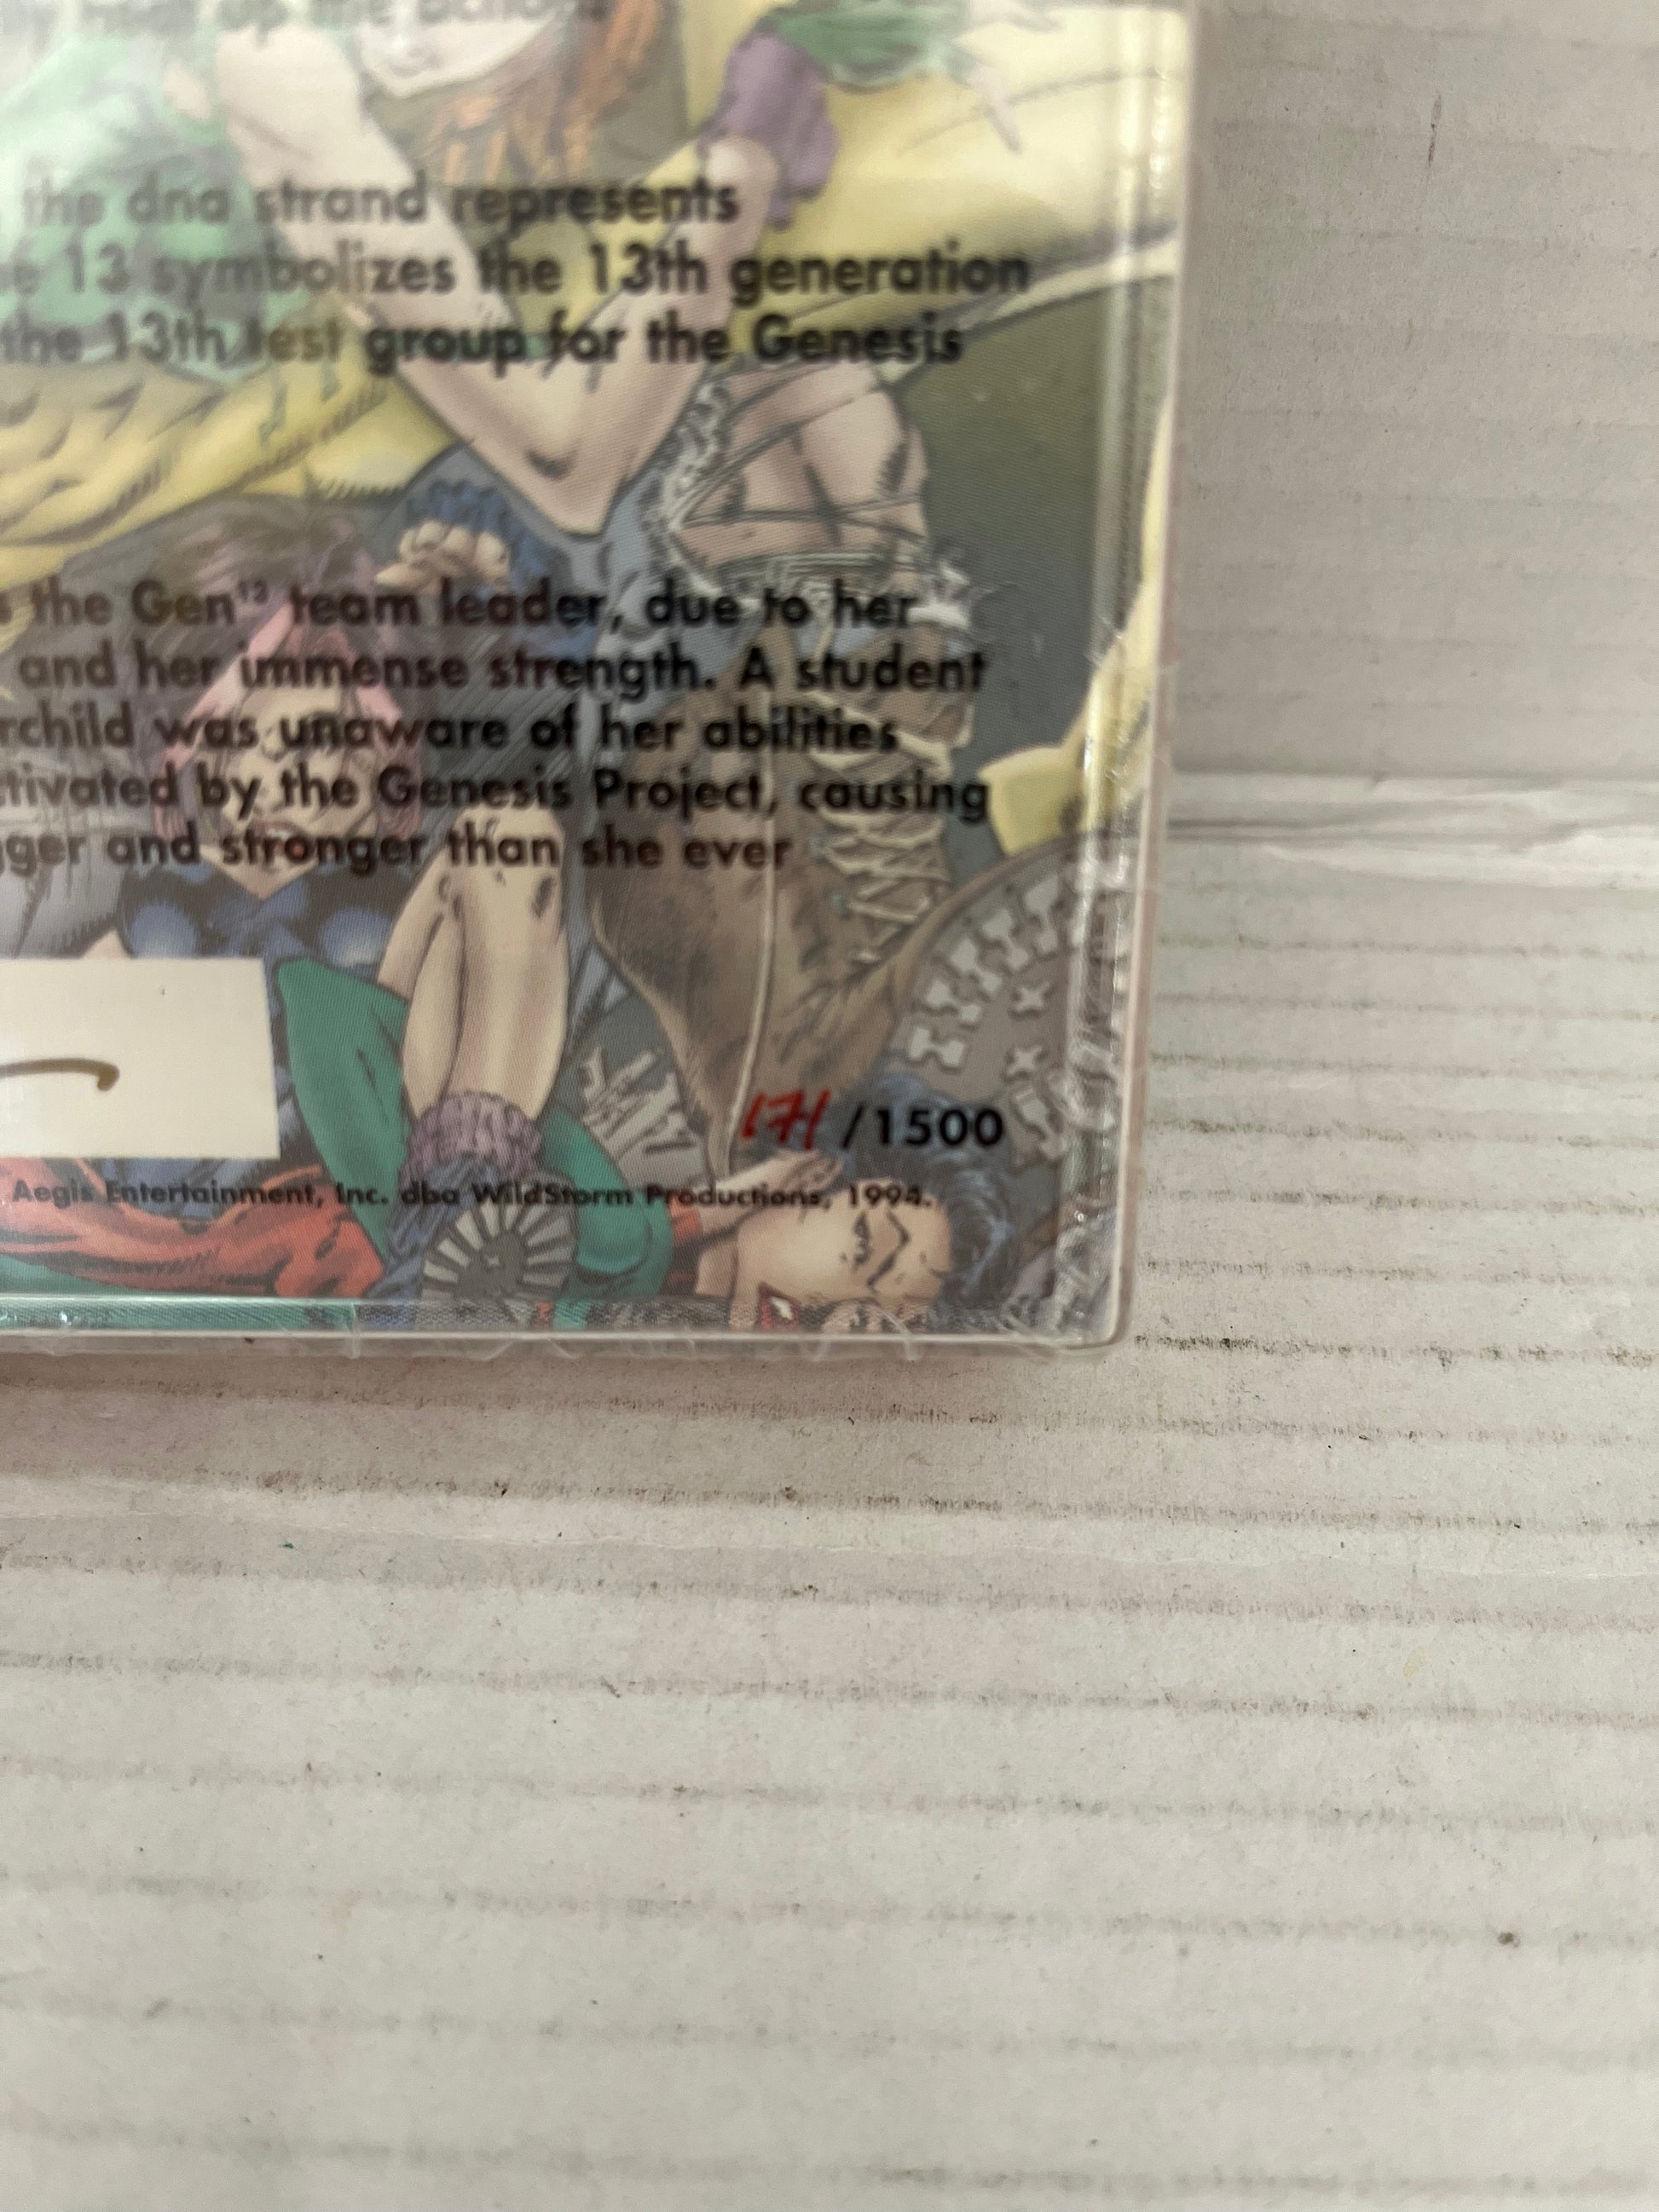 the dna strand represents
13 symbolizes the 13th generation
the 13th test group for the Genesis
the Gen¹³ team leader, due to her
and her immense strength. A student
rchild was unaware of her abilities
ctivated by the Genesis Project, causing
gger and stronger than she ever
171 /1500
Aegis Entertainment, Inc. dba WildStorm Productions, 1994.